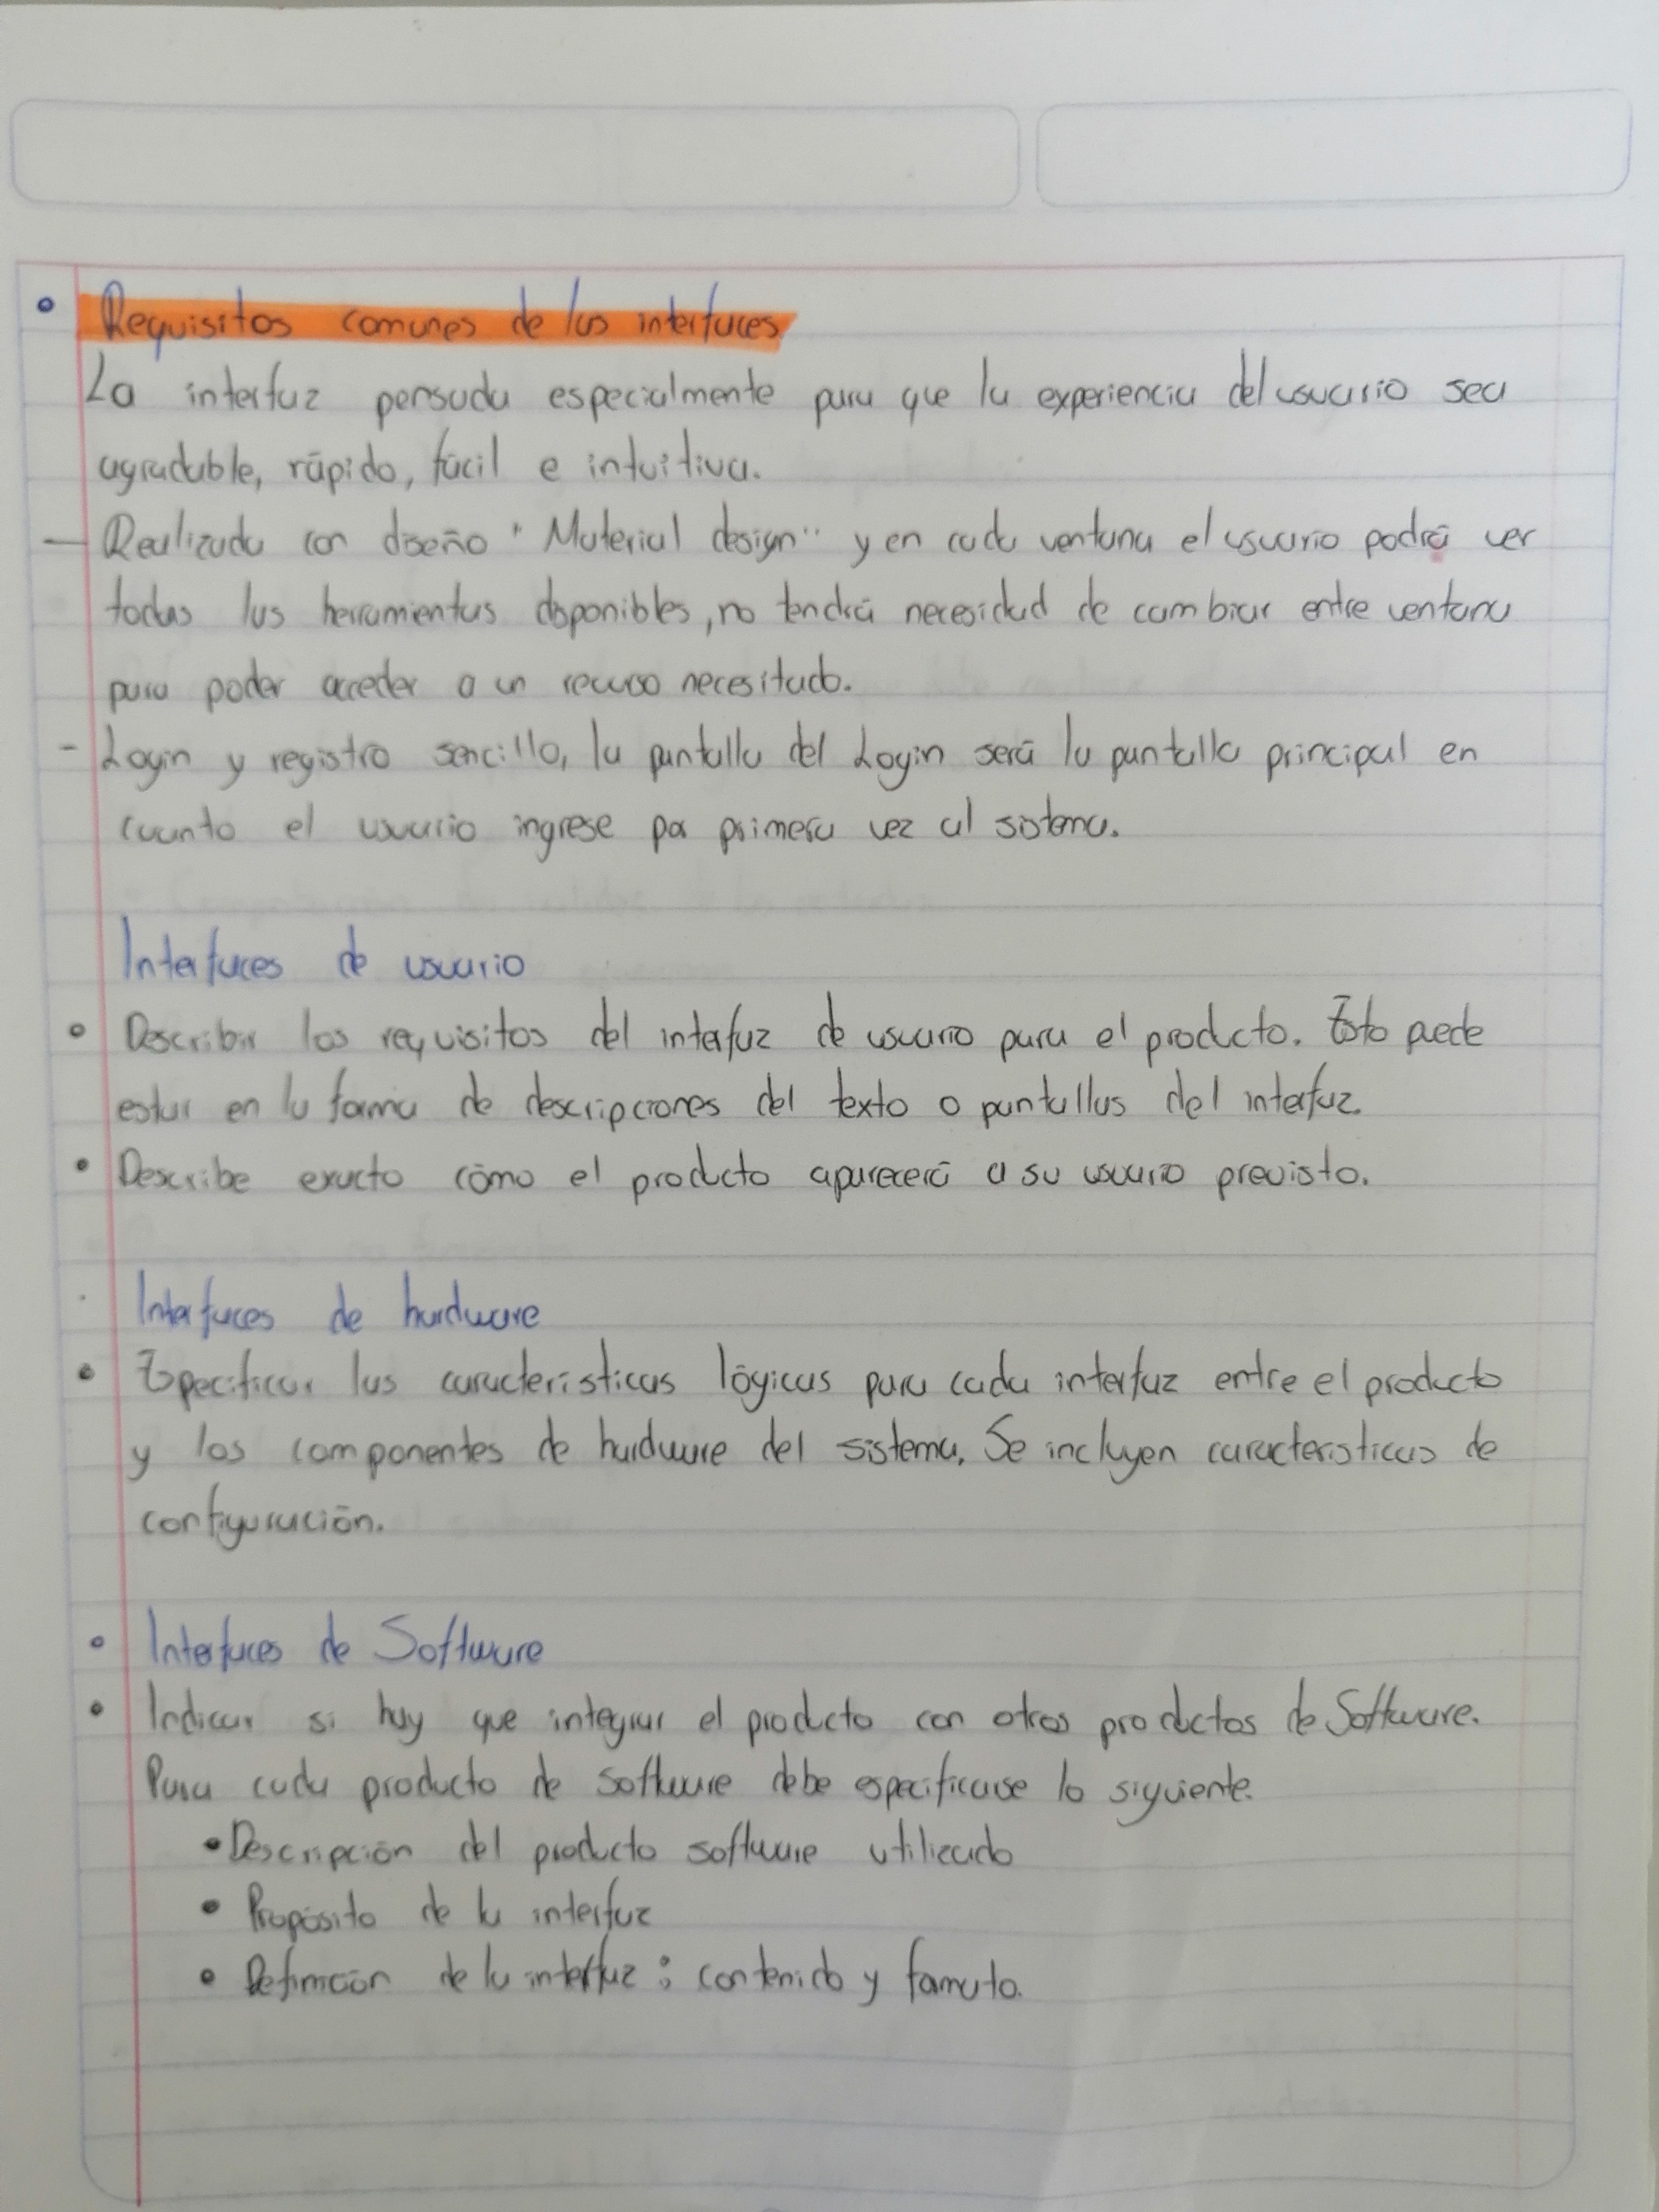 • Requisitos comunes de las interfaces.
La interfaz pensada especialmente para que la experiencia del usuario sea
agradable, rápido, fácil e intuitiva.
— Realizada con diseño "Material design" y en cada ventana el usuario podrá ver
todas las herramientas disponibles, no tendrá necesidad de cambiar entre ventana
para poder acceder a un recurso necesitado.
- Login y registro sencillo, la pantalla del Login será la pantalla principal en
cuanto el usuario ingrese por primera vez al sistema.
Interfaces de usuario
• Describir los requisitos del interfaz de usuario para el producto. Esto puede
estar en la forma de descripciones del texto o pantallas del interfaz.
• Describe exacto cómo el producto aparecerá a su usuario previsto.
Interfaces de hardware
• Especificar las caracteristicas lógicas para cada interfaz entre el producto
y los componentes de hardware del sistema. Se incluyen caracteristicas de
configuración.
• Interfaces de Software
• Indicar si hay que integrar el producto con otros productos de Software.
Para cada producto de software debe especificarse lo siguiente.
• Descripción del producto software utilizado
• Propósito de la interfaz
• Definición de la interfaz: contenido y formato.